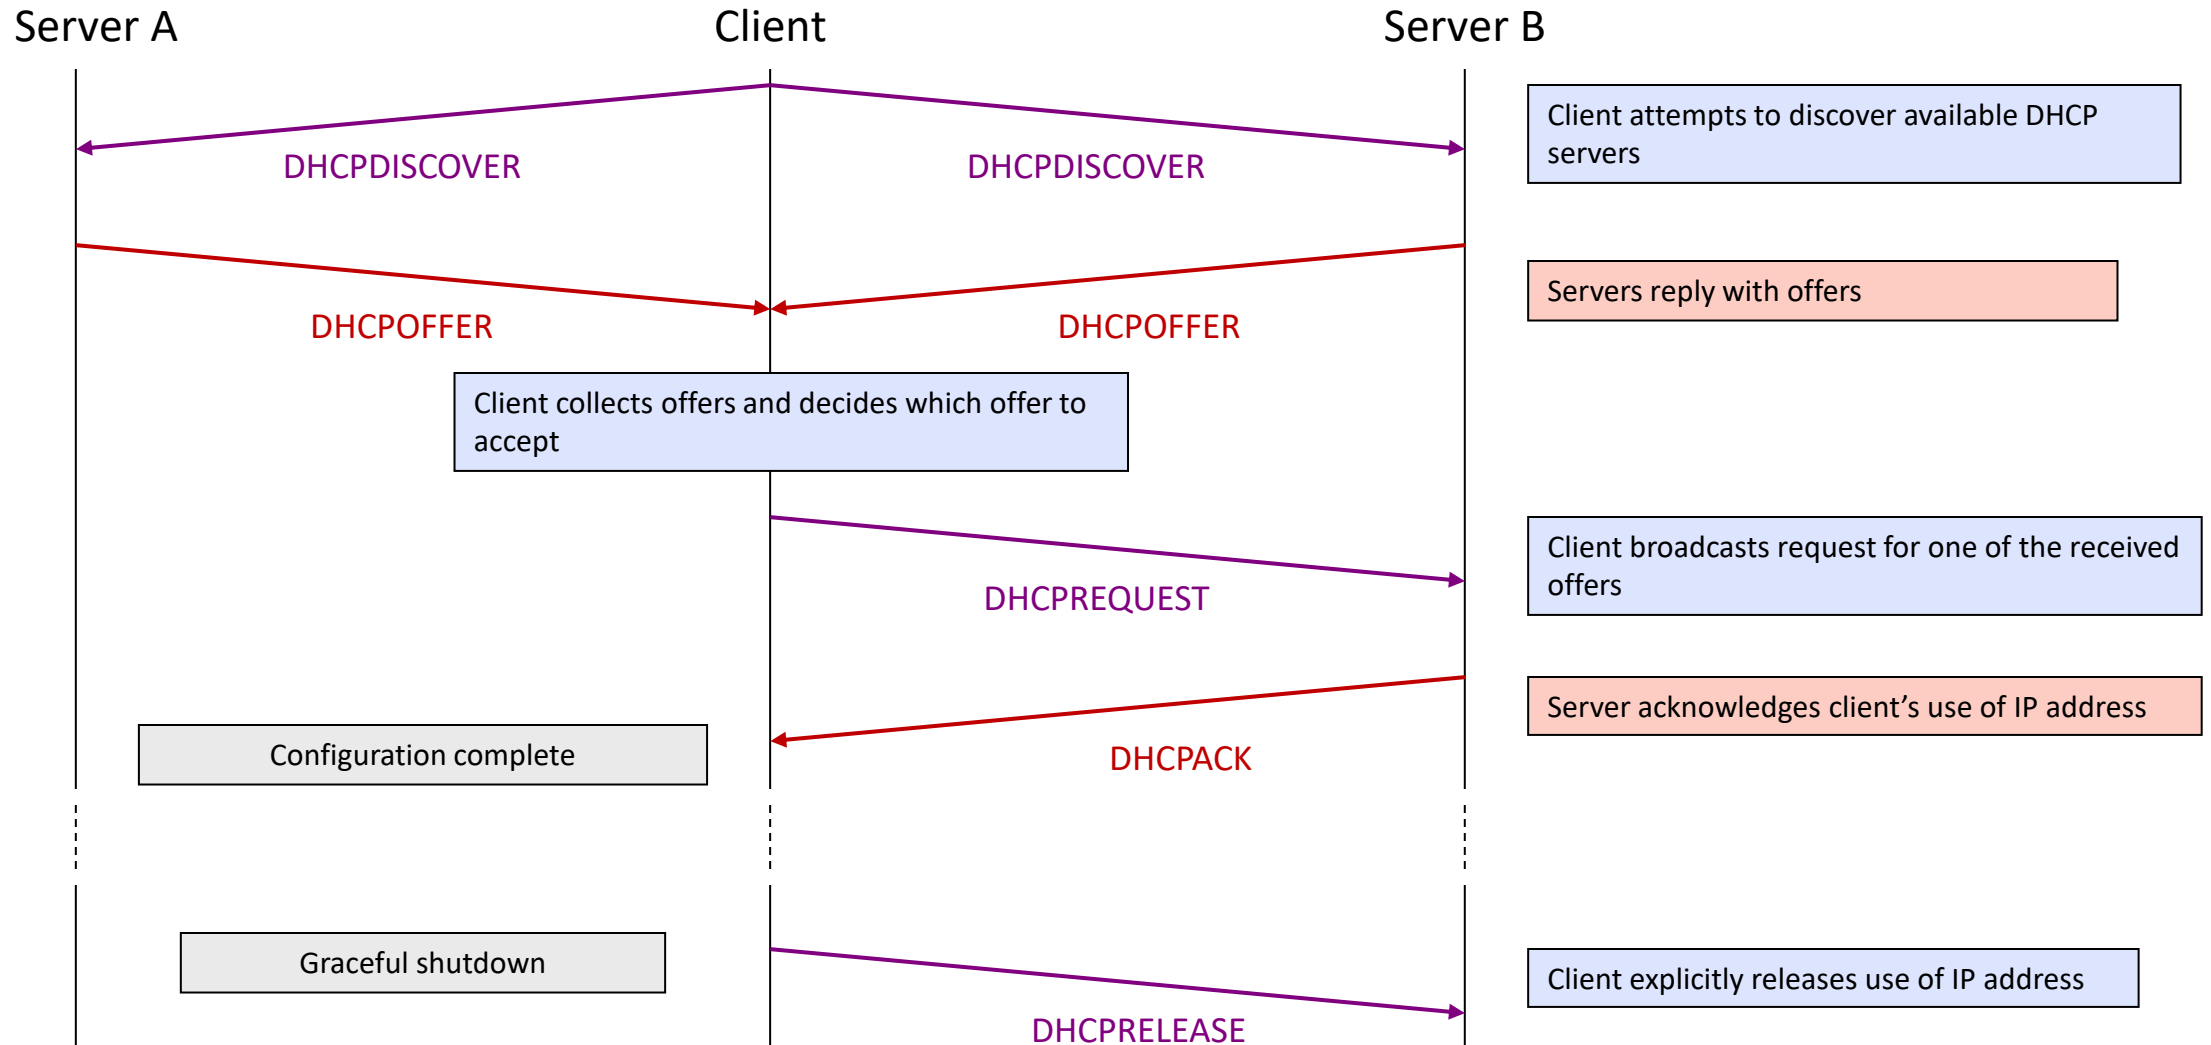 Server A
Client
Server B
DHCPDISCOVER
DHCPDISCOVER
Client attempts to discover available DHCP
servers
DHCPOFFER
DHCPOFFER
Servers reply with offers
Client collects offers and decides which offer to
accept
DHCPREQUEST
Client broadcasts request for one of the received
offers
Configuration complete
DHCPACK
Server acknowledges client’s use of IP address
Graceful shutdown
DHCPRELEASE
Client explicitly releases use of IP address